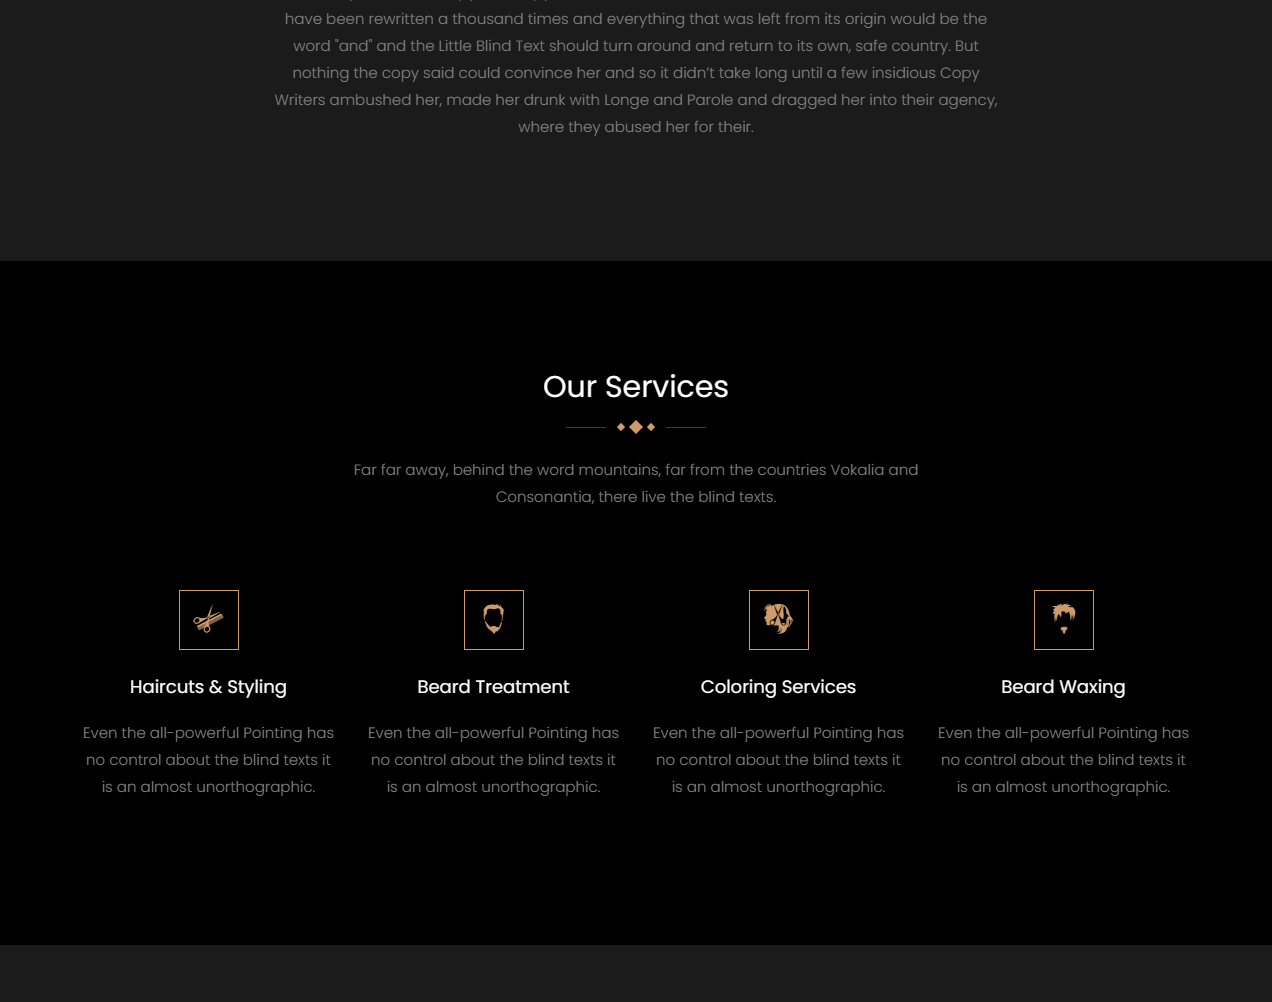 have been rewritten a thousand times and everything that was left from its origin would be the
word "and" and the Little Blind Text should turn around and return to its own, safe country. But
nothing the copy said could convince her and so it didn’t take long until a few insidious Copy
Writers ambushed her, made her drunk with Longe and Parole and dragged her into their agency,
where they abused her for their.
Our Services
Far far away, behind the word mountains, far from the countries Vokalia and
Consonantia, there live the blind texts.
Haircuts & Styling
Even the all-powerful Pointing has
no control about the blind texts it
is an almost unorthographic.
Beard Treatment
Even the all-powerful Pointing has
no control about the blind texts it
is an almost unorthographic.
Coloring Services
Even the all-powerful Pointing has
no control about the blind texts it
is an almost unorthographic.
Beard Waxing
Even the all-powerful Pointing has
no control about the blind texts it
is an almost unorthographic.